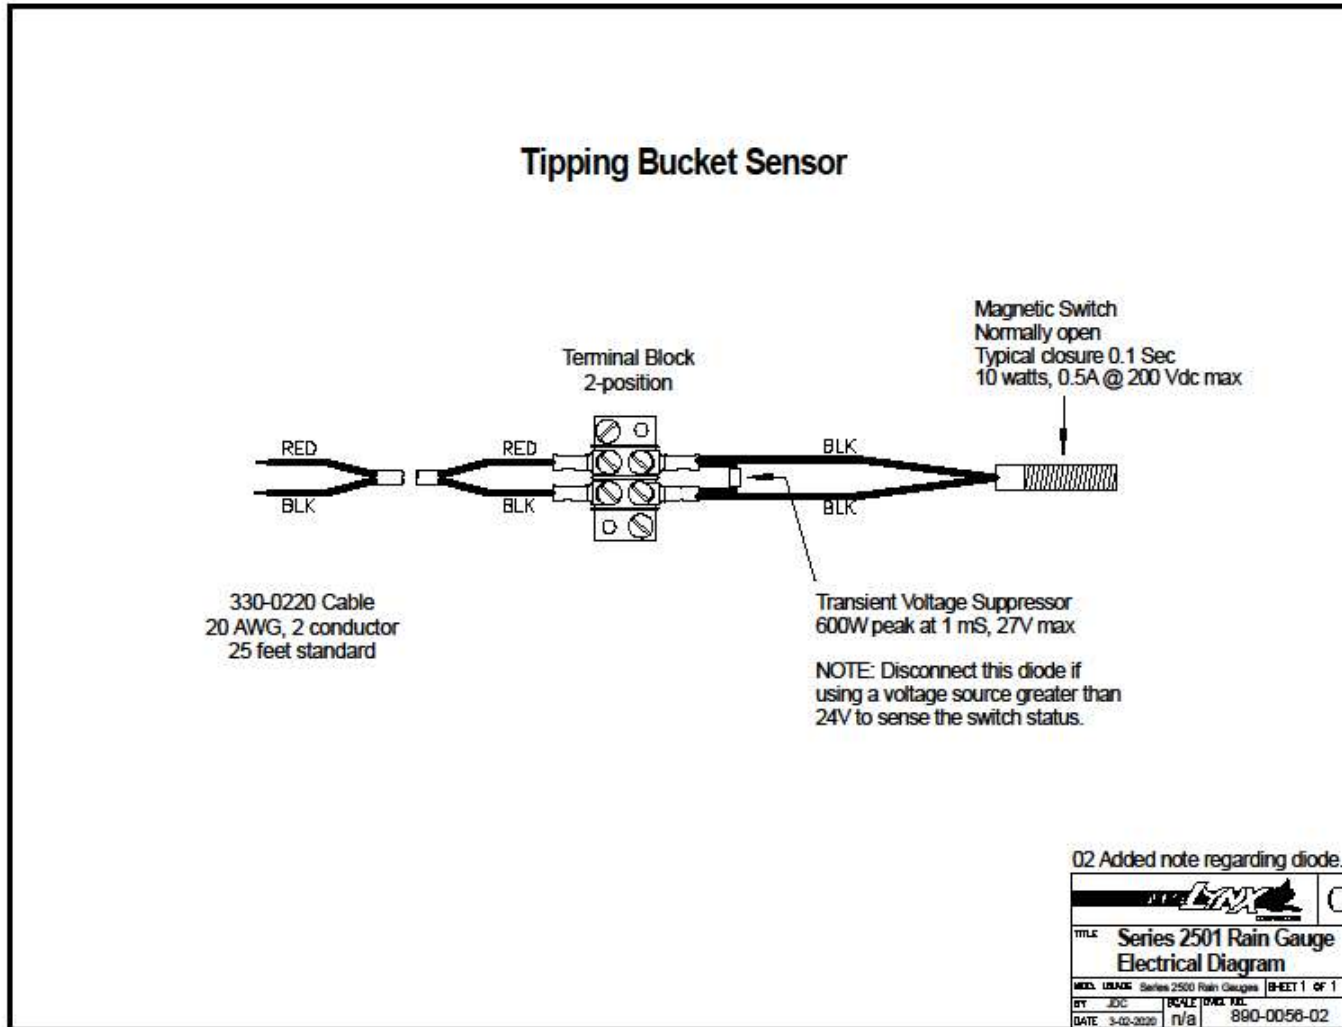 Tipping Bucket Sensor
Magnetic Switch
Normally open
Typical closure 0.1 Sec
10 watts, 0.5A @ 200 Vdc max
Terminal Block
2-position
RED
RED
BLK
BLK
BLK
BLK
330-0220 Cable
20 AWG, 2 conductor
25 feet standard
Transient Voltage Suppressor
600W peak at 1 mS, 27V max
NOTE: Disconnect this diode if
using a voltage source greater than
24V to sense the switch status.
02 Added note regarding diode.
LYNX
TITLE Series 2501 Rain Gauge
Electrical Diagram
Series 2500 Rain Gauges SHEET 1 OF 1
BY JDC SCALE
DATE 3-02-2020 n/a 890-0056-02